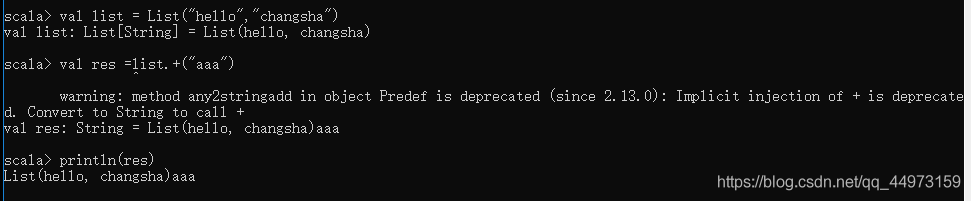 scala> val list = List("hello","changsha")
val list: List[String] = List(hello, changsha)
scala> val res =list.+("aaa")
^
warning: method any2stringadd in object Predef is deprecated (since 2.13.0): Implicit injection of + is deprecate
d. Convert to String to call +
val res: String = List(hello, changsha)aaa
scala> println(res)
List(hello, changsha)aaa
https://blog.csdn.net/qq_44973159